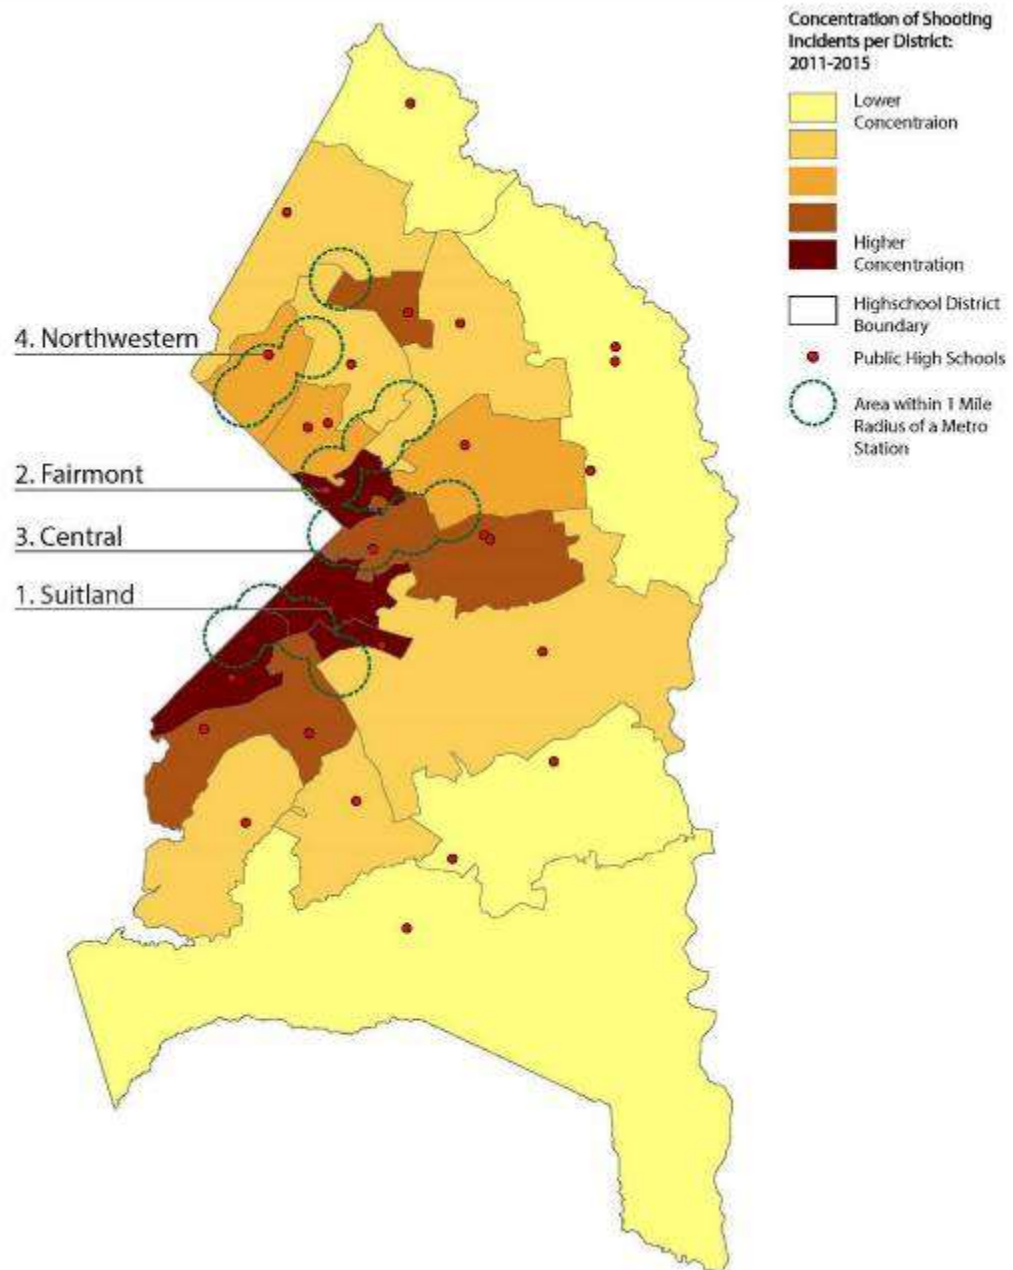 Concentration of Shooting
Incidents per District:
2011-2015
Lower
Concentraion
Higher
Concentration
Highschool District
Boundary
Public High Schools
Area within 1 Mile
Radius of a Metro
Station
4. Northwestern
2. Fairmont
3. Central
1. Suitland